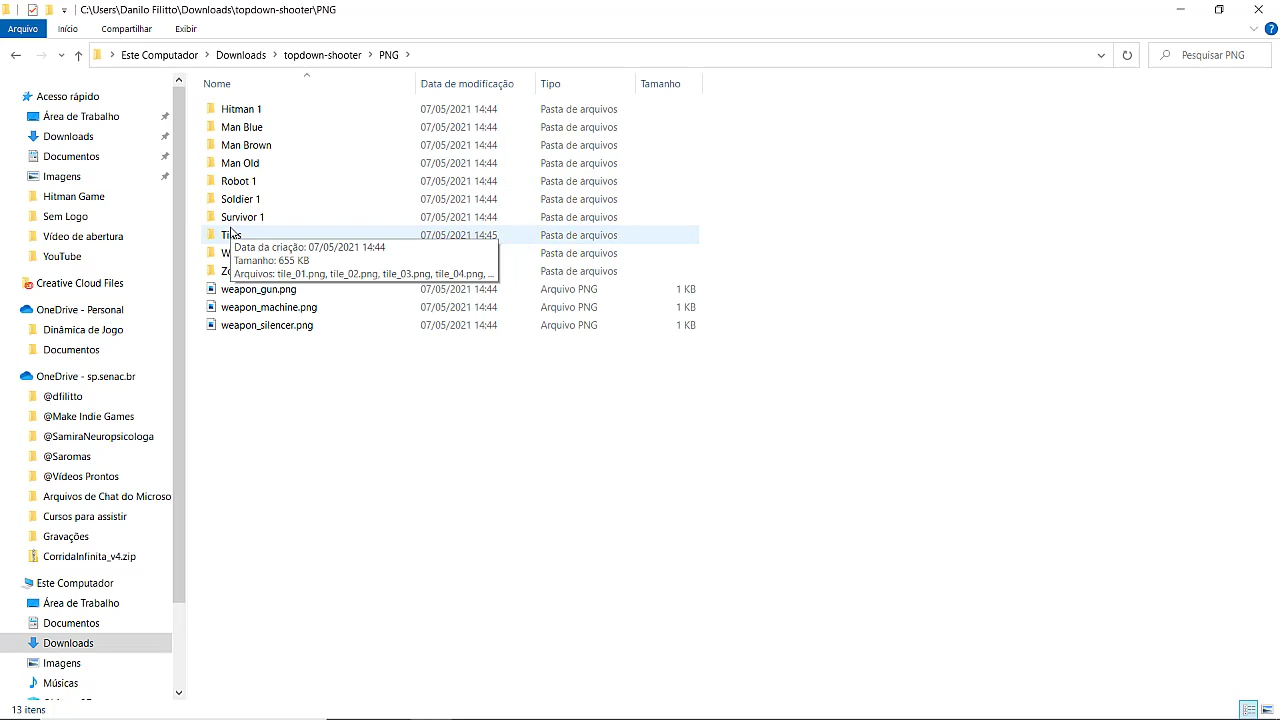 C:\Users\Danilo Filitto\Downloads\topdown-shooter\PNG
Arquivo Início Compartilhar Exibir
Este Computador Downloads topdown-shooter PNG
Pesquisar PNG
Nome Data de modificação Tipo Tamanho
Hitman 1 07/05/2021 14:44 Pasta de arquivos
Man Blue 07/05/2021 14:44 Pasta de arquivos
Man Brown 07/05/2021 14:44 Pasta de arquivos
Man Old 07/05/2021 14:44 Pasta de arquivos
Robot 1 07/05/2021 14:44 Pasta de arquivos
Soldier 1 07/05/2021 14:44 Pasta de arquivos
Survivor 1 07/05/2021 14:44 Pasta de arquivos
07/05/2021 14:45 Pasta de arquivos
Pasta de arquivos
Pasta de arquivos
Data da criação: 07/05/2021 14:44
Tamanho: 655 KB
Arquivos: tile_01.png, tile_02.png, tile_03.png, tile_04.png, ...
weapon_gun.png 07/05/2021 14:44 Arquivo PNG 1 KB
weapon_machine.png 07/05/2021 14:44 Arquivo PNG 1 KB
weapon_silencer.png 07/05/2021 14:44 Arquivo PNG 1 KB
Acesso rápido
Área de Trabalho
Downloads
Documentos
Imagens
Hitman Game
Sem Logo
Vídeo de abertura
YouTube
Creative Cloud Files
OneDrive - Personal
Dinâmica de Jogo
Documentos
OneDrive - sp.senac.br
@dfilitto
@Make Indie Games
@SamiraNeuropsicologa
@Saromas
@Vídeos Prontos
Arquivos de Chat do Microso
Cursos para assistir
Gravações
CorridaInfinita_v4.zip
Este Computador
Área de Trabalho
Documentos
Downloads
Imagens
Músicas
13 itens